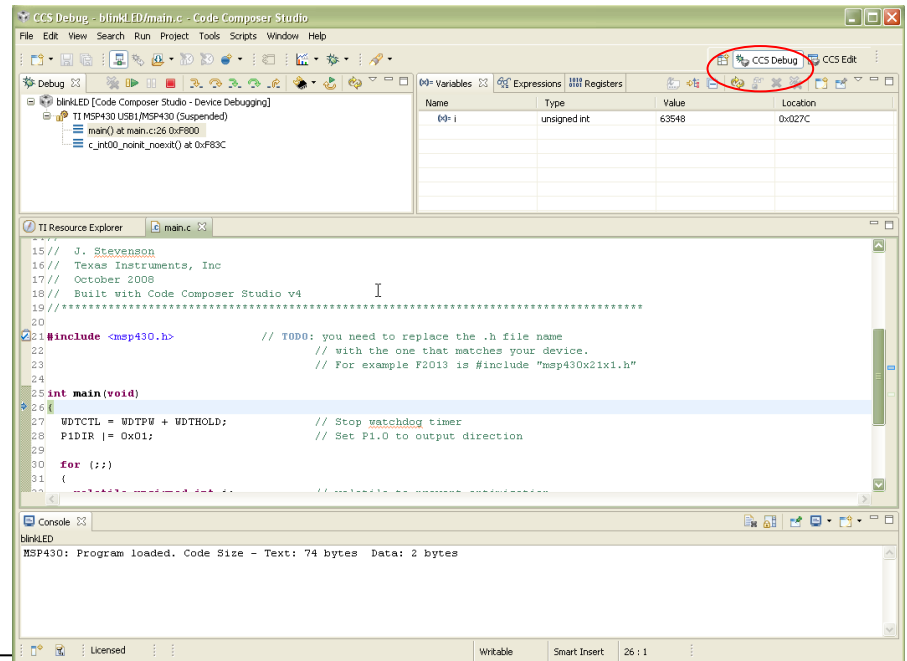 CCS Debug - blinkLED/main.c - Code Composer Studio
File Edit View Search Run Project Tools Scripts Window Help
CCS Debug CCS Edit
Debug
blinkLED [Code Composer Studio - Device Debugging]
TI MSP430 USB1/MSP430 (Suspended)
main() at main.c:26 0xF800
c_int00_noinit_noexit() at 0xF83C
(x)= Variables Expressions Registers
Name Type Value Location
(x)= i unsigned int 63548 0x027C
TI Resource Explorer main.c
15 // J. Stevenson
16 // Texas Instruments, Inc
17 // October 2008
18 // Built with Code Composer Studio v4
19 //******************************************************************************
20
21 #include <msp430.h> // TODO: you need to replace the .h file name
22 // with the one that matches your device.
23 // For example F2013 is #include "msp430x21x1.h"
24
25 int main(void)
26 {
27 WDTCTL = WDTPW + WDTHOLD; // Stop watchdog timer
28 P1DIR |= 0x01; // Set P1.0 to output direction
29
30 for (;;)
31 {
Console
blinkLED
MSP430: Program loaded. Code Size - Text: 74 bytes Data: 2 bytes
Licensed Writable Smart Insert 26 : 1